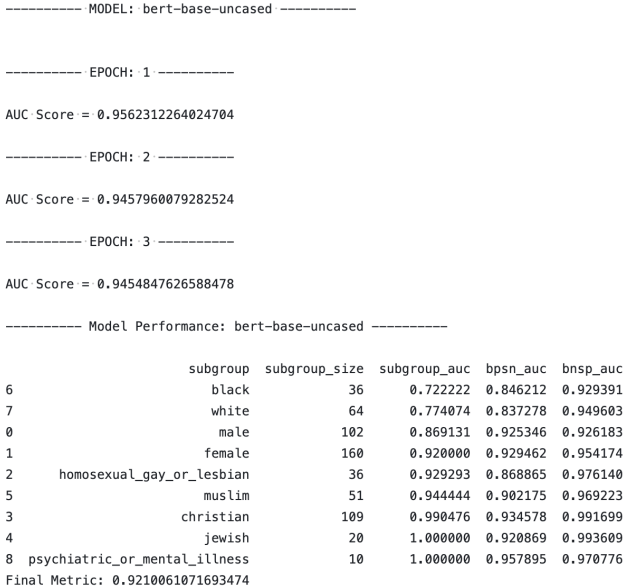 ---------- MODEL: bert-base-uncased ----------
---------- EPOCH: 1 ----------
AUC Score = 0.9562312264024704
---------- EPOCH: 2 ----------
AUC Score = 0.9457960079282524
---------- EPOCH: 3 ----------
AUC Score = 0.9454847626588478
---------- Model Performance: bert-base-uncased ----------
subgroup subgroup_size subgroup_auc bpsn_auc bnsp_auc
6 black 36 0.722222 0.846212 0.929391
7 white 64 0.774074 0.837278 0.949603
0 male 102 0.869131 0.925346 0.926183
1 female 160 0.920000 0.929462 0.954174
2 homosexual_gay_or_lesbian 36 0.929293 0.868865 0.976140
5 muslim 51 0.944444 0.902175 0.969223
3 christian 109 0.990476 0.934578 0.991699
4 jewish 20 1.000000 0.920869 0.993609
8 psychiatric_or_mental_illness 10 1.000000 0.957895 0.970776
Final Metric: 0.9210061071693474